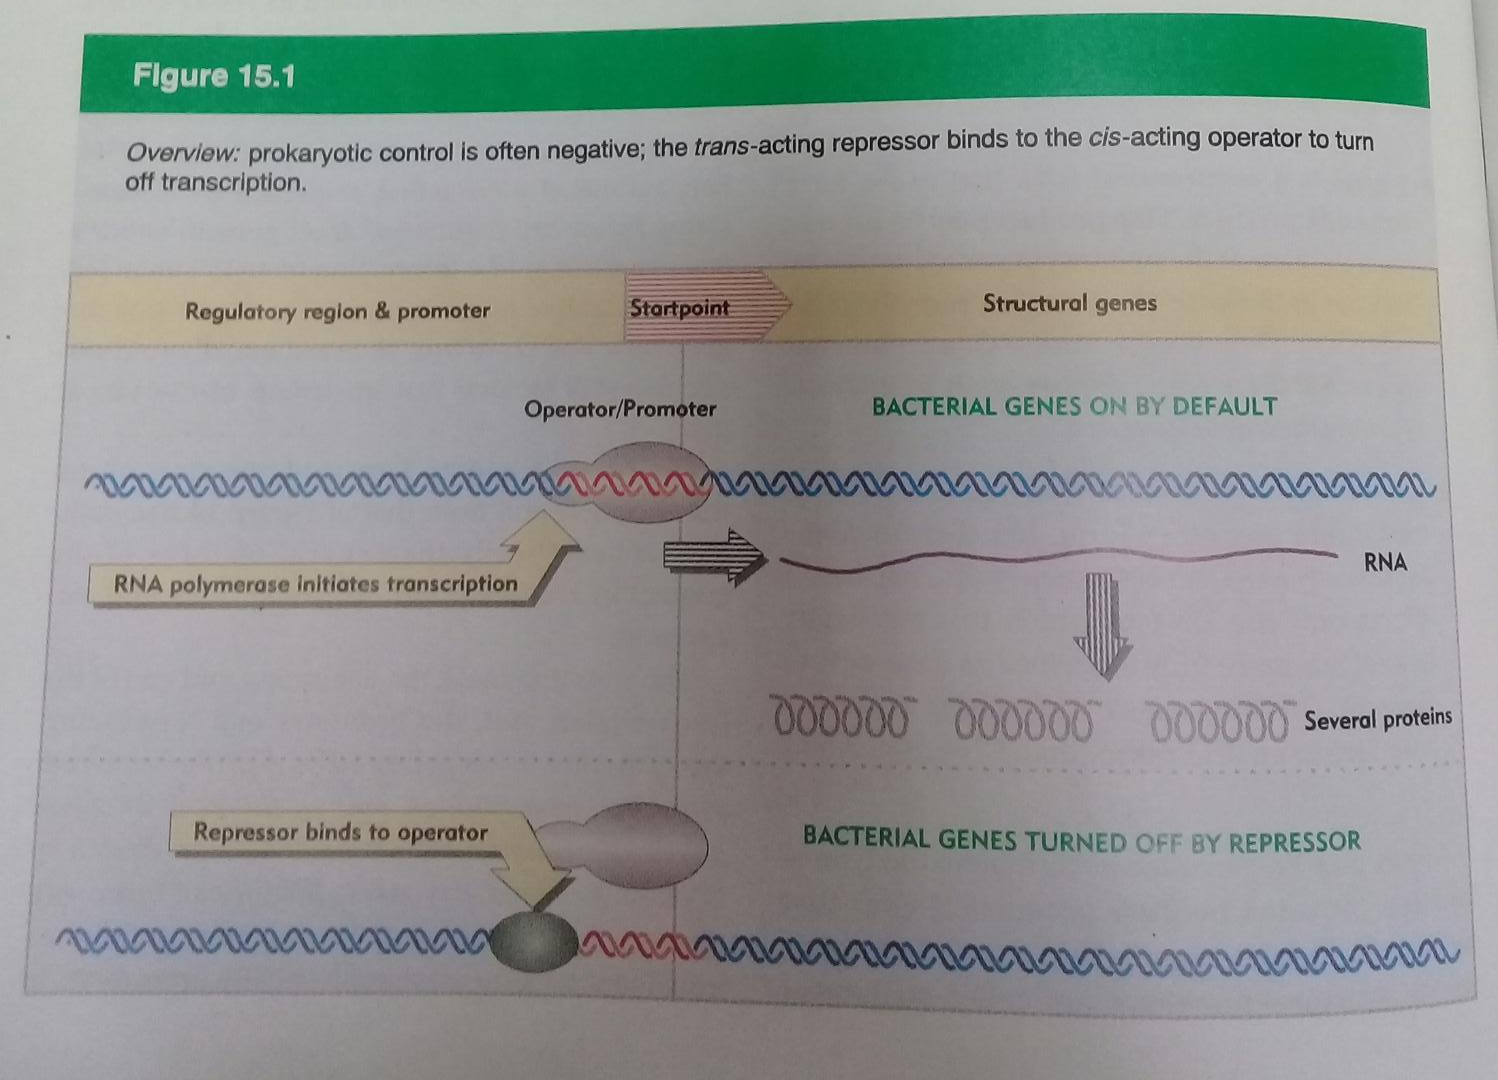 Figure 15.1
Overview: prokaryotic control is often negative; the trans-acting repressor binds to the cis-acting operator to turn
off transcription.
Regulatory region & promoter
Startpoint
Structural genes
Operator/Promoter
BACTERIAL GENES ON BY DEFAULT
RNA polymerase initiates transcription
RNA
Several proteins
Repressor binds to operator
BACTERIAL GENES TURNED OFF BY REPRESSOR